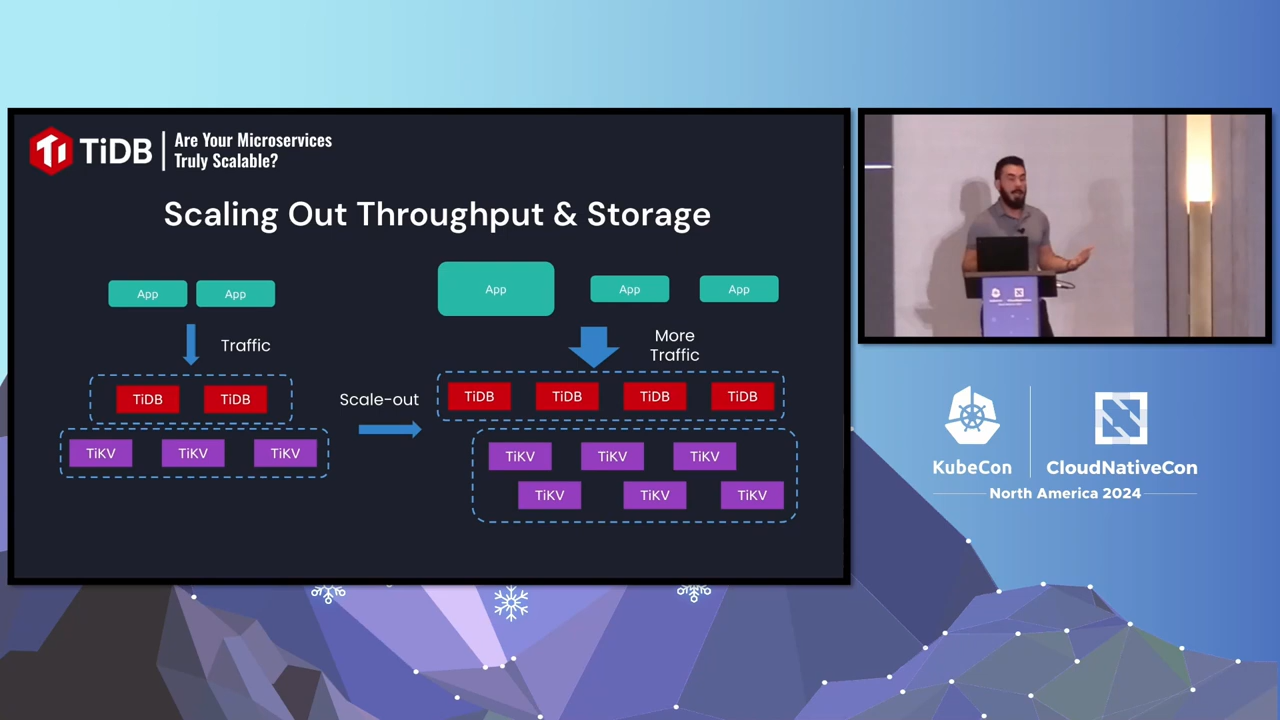 TiDB
Are Your Microservices
Truly Scalable?
Scaling Out Throughput & Storage
App
App
Traffic
TiDB
TiDB
TiKV
TiKV
TiKV
Scale-out
App
App
App
More
Traffic
TiDB
TiDB
TiDB
TiDB
TiKV
TiKV
TiKV
TiKV
TiKV
TiKV
KubeCon
CloudNativeCon
North America 2024